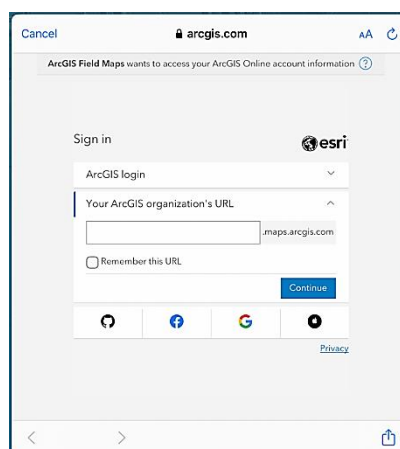 Cancel
arcgis.com
AA
ArcGIS Field Maps wants to access your ArcGIS Online account information ?
Sign in
esri
ArcGIS login
Your ArcGIS organization's URL
.maps.arcgis.com
Remember this URL
Continue
Privacy